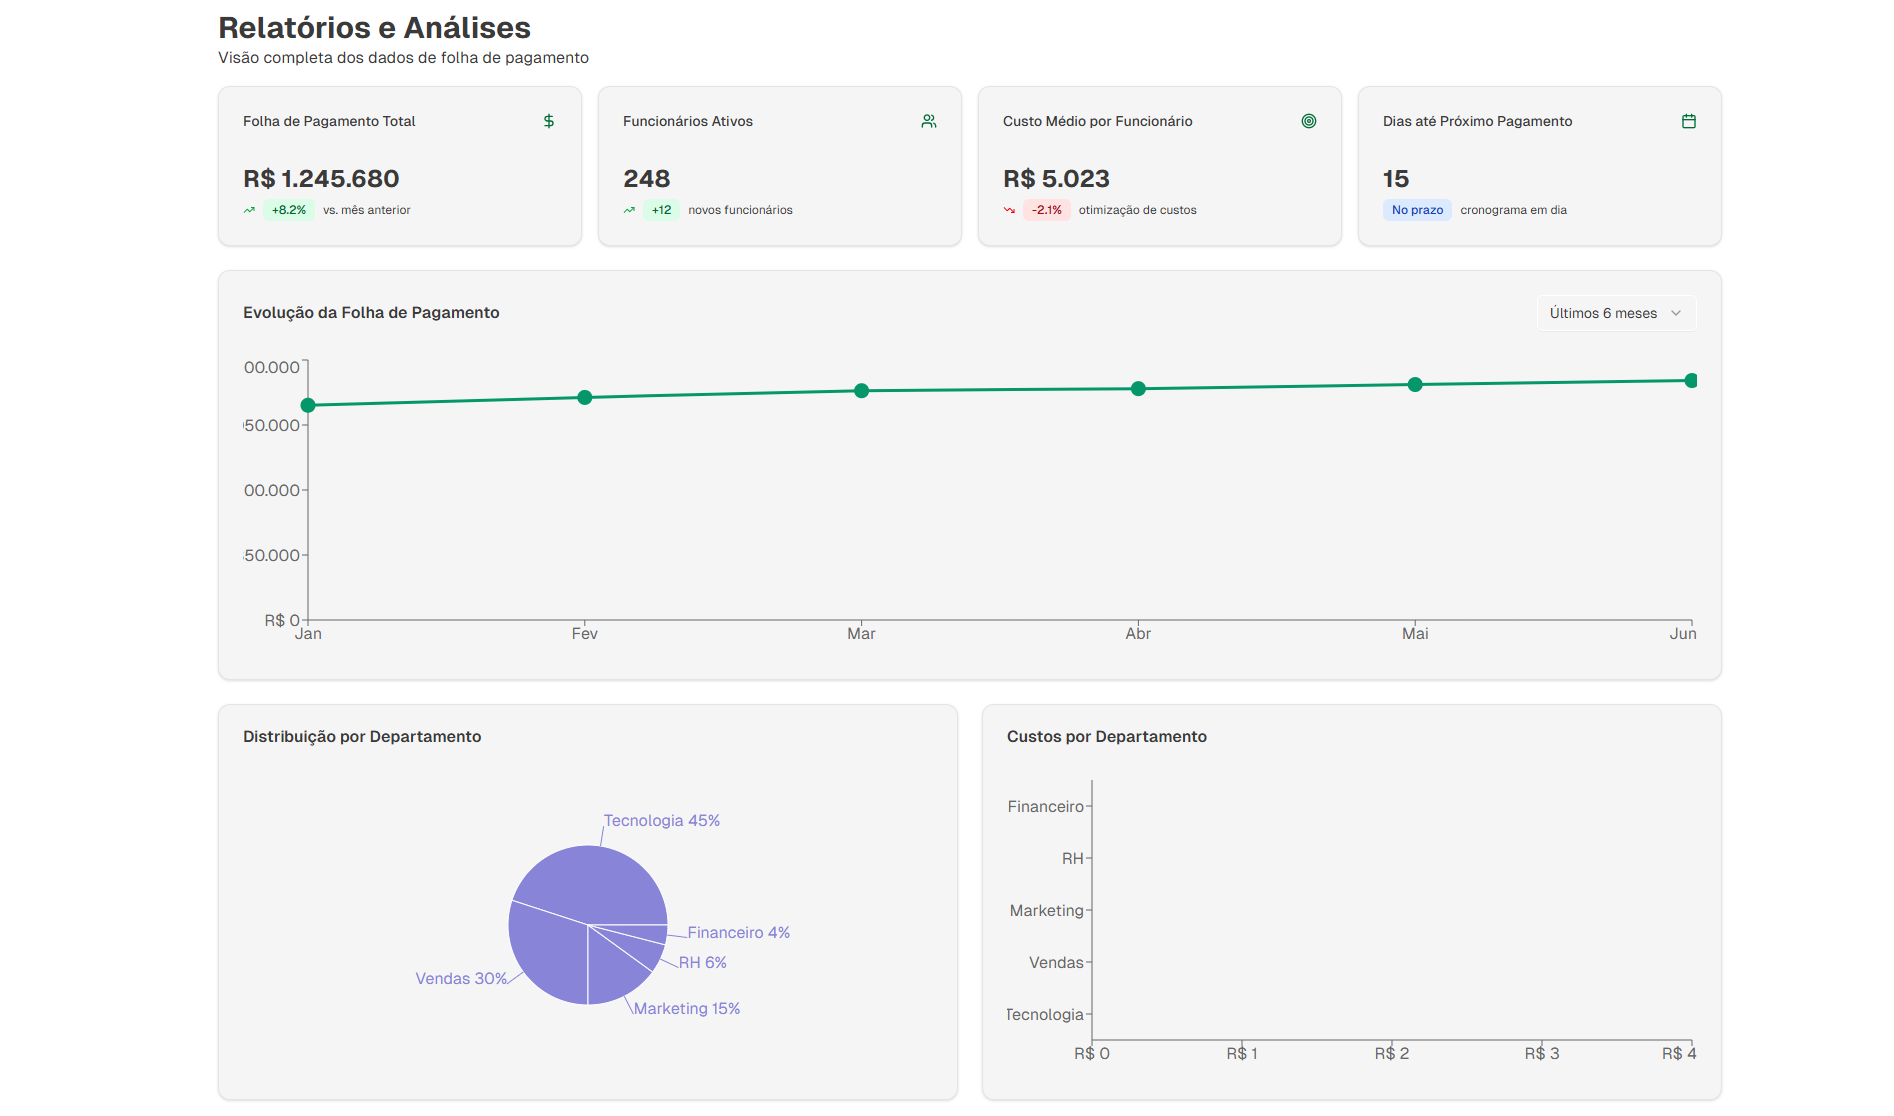 Relatórios e Análises
Visão completa dos dados de folha de pagamento
Folha de Pagamento Total
R$ 1.245.680
+8.2% vs. mês anterior
Funcionários Ativos
248
+12 novos funcionários
Custo Médio por Funcionário
R$ 5.023
-2.1% otimização de custos
Dias até Próximo Pagamento
15
No prazo cronograma em dia
Evolução da Folha de Pagamento
Últimos 6 meses
00.000
50.000
00.000
50.000
R$ 0
Jan Fev Mar Abr Mai Jun
Distribuição por Departamento
Tecnologia 45%
Financeiro 4%
RH 6%
Vendas 30%
Marketing 15%
Custos por Departamento
Financeiro
RH
Marketing
Vendas
Tecnologia
R$ 0 R$ 1 R$ 2 R$ 3 R$ 4